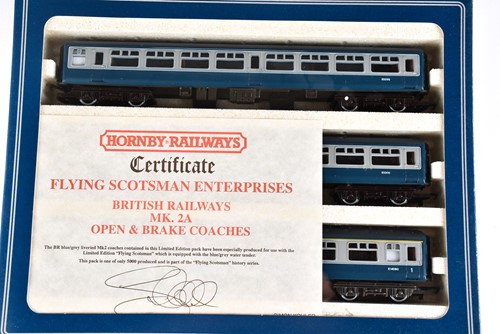 HORNBY RAILWAYS
Certificate
FLYING SCOTSMAN ENTERPRISES
BRITISH RAILWAYS
MK. 2A
OPEN & BRAKE COACHES
The BR blue/grey liveried Mk2 coaches contained in this Limited Edition pack have been especially produced for use with the
Limited Edition "Flying Scotsman" which is equipped with the water tender.
This pack is one of only 5000 produced and is part of the "Flying Scotsman" history series.